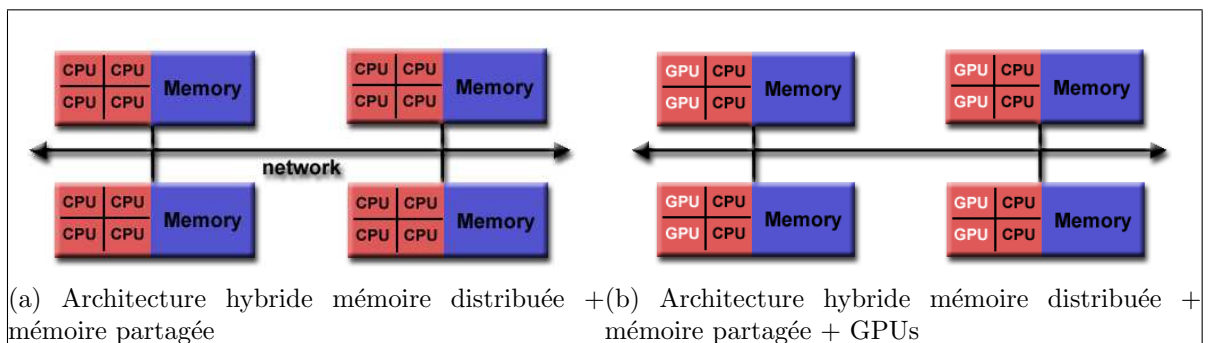 CPU CPU
CPU CPU
Memory
CPU CPU
CPU CPU
Memory
network
CPU CPU
CPU CPU
Memory
CPU CPU
CPU CPU
Memory
(a) Architecture hybride mémoire distribuée +
mémoire partagée
GPU CPU
GPU CPU
Memory
GPU CPU
GPU CPU
Memory
GPU CPU
GPU CPU
Memory
GPU CPU
GPU CPU
Memory
(b) Architecture hybride mémoire distribuée +
mémoire partagée + GPUs